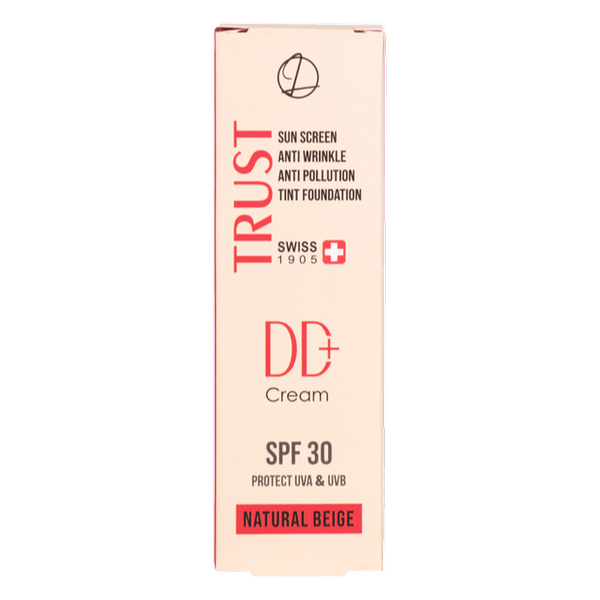 TRUST
SUN SCREEN
ANTI WRINKLE
ANTI POLLUTION
TINT FOUNDATION
SWISS
1905
DD+
Cream
SPF 30
PROTECT UVA & UVB
NATURAL BEIGE